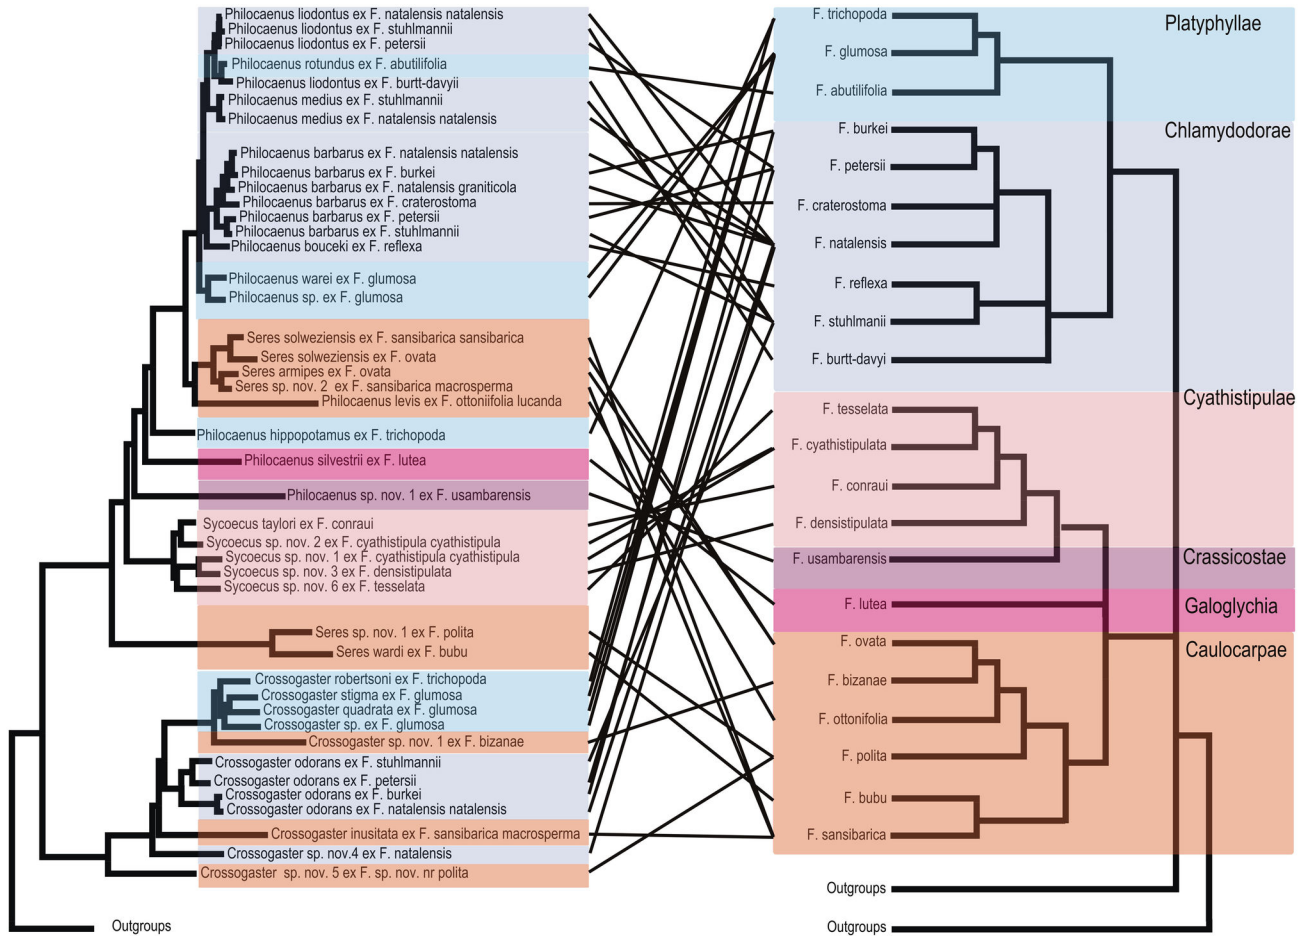 Philocaenus liodontus ex F. natalensis natalensis
Philocaenus liodontus ex F. stuhlmannii
Philocaenus liodontus ex F. petersii
Philocaenus rotundus ex F. abutilifolia
Philocaenus liodontus ex F. burtt-davyii
Philocaenus medius ex F. stuhlmannii
Philocaenus medius ex F. natalensis natalensis
Philocaenus barbarus ex F. natalensis natalensis
Philocaenus barbarus ex F. burkei
Philocaenus barbarus ex F. natalensis graniticola
Philocaenus barbarus ex F. craterostoma
Philocaenus barbarus ex F. petersii
Philocaenus barbarus ex F. stuhlmannii
Philocaenus bouceki ex F. reflexa
Philocaenus warei ex F. glumosa
Philocaenus sp. ex F. glumosa
Seres solweziensis ex F. sansibarica sansibarica
Seres solweziensis ex F. ovata
Seres armipes ex F. ovata
Seres sp. nov. 2 ex F. sansibarica macrosperma
Philocaenus levis ex F. ottoniifolia lucanda
Philocaenus hippopotamus ex F. trichopoda
Philocaenus silvestrii ex F. lutea
Philocaenus sp. nov. 1 ex F. usambarensis
Sycoecus taylori ex F. conraui
Sycoecus sp. nov. 2 ex F. cyathistipula cyathistipula
Sycoecus sp. nov. 1 ex F. cyathistipula cyathistipula
Sycoecus sp. nov. 3 ex F. densistipulata
Sycoecus sp. nov. 6 ex F. tesselata
Seres sp. nov. 1 ex F. polita
Seres wardi ex F. bubu
Crossogaster robertsoni ex F. trichopoda
Crossogaster stigma ex F. glumosa
Crossogaster quadrata ex F. glumosa
Crossogaster sp. ex F. glumosa
Crossogaster sp. nov. 1 ex F. bizanae
Crossogaster odorans ex F. stuhlmannii
Crossogaster odorans ex F. petersii
Crossogaster odorans ex F. burkei
Crossogaster odorans ex F. natalensis natalensis
Crossogaster inusitata ex F. sansibarica macrosperma
Crossogaster sp. nov.4 ex F. natalensis
Crossogaster sp. nov. 5 ex F. sp. nov. nr polita
Outgroups
F. trichopoda
F. glumosa
F. abutilifolia
F. burkei
F. petersii
F. craterostoma
F. natalensis
F. reflexa
F. stuhlmanii
F. burtt-davyi
F. tesselata
F. cyathistipulata
F. conraui
F. densistipulata
F. usambarensis
F. lutea
F. ovata
F. bizanae
F. ottonifolia
F. polita
F. bubu
F. sansibarica
Outgroups
Outgroups
Platyphyllae
Chlamydodorae
Cyathistipulae
Crassicostae
Galoglychia
Caulocarpae